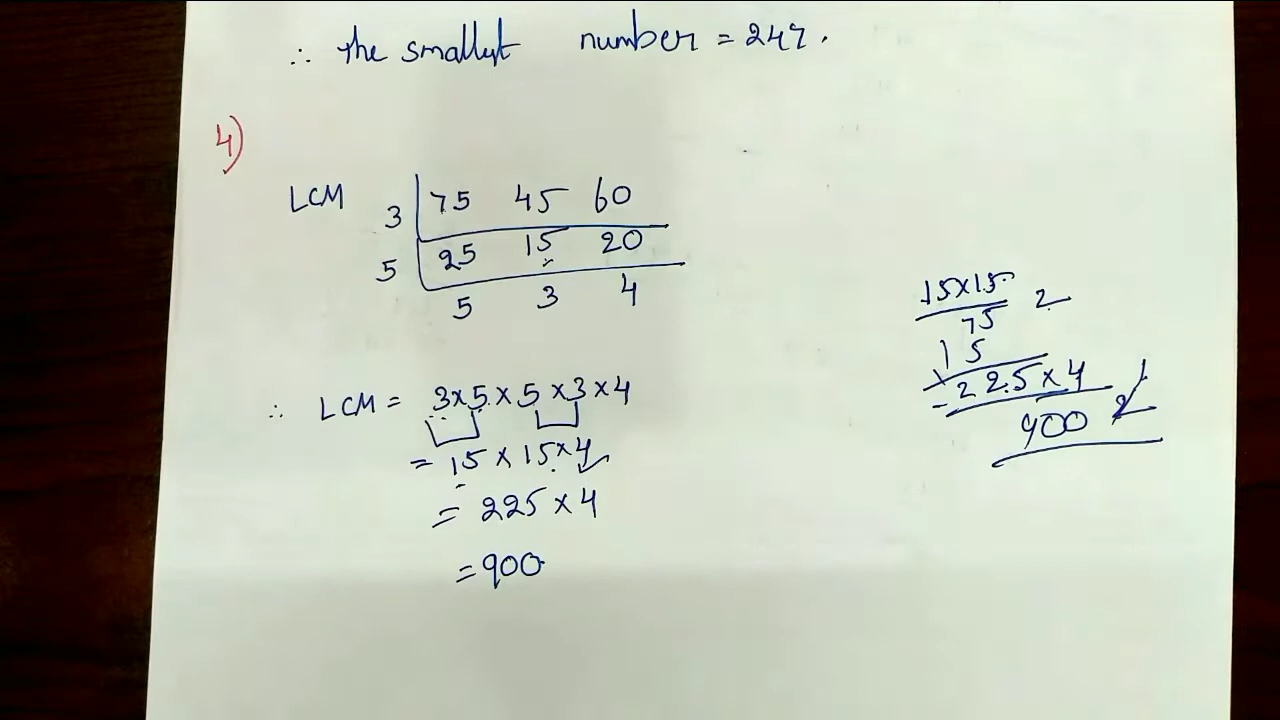 ∴ the smallest number = 247.
4)
LCM 3 | 75 45 60
5 | 25 15 20
5 3 4
∴ LCM = 3×5×5×3×4
= 15×15×4
= 225×4
= 900
15×15
75
15
225×4
900